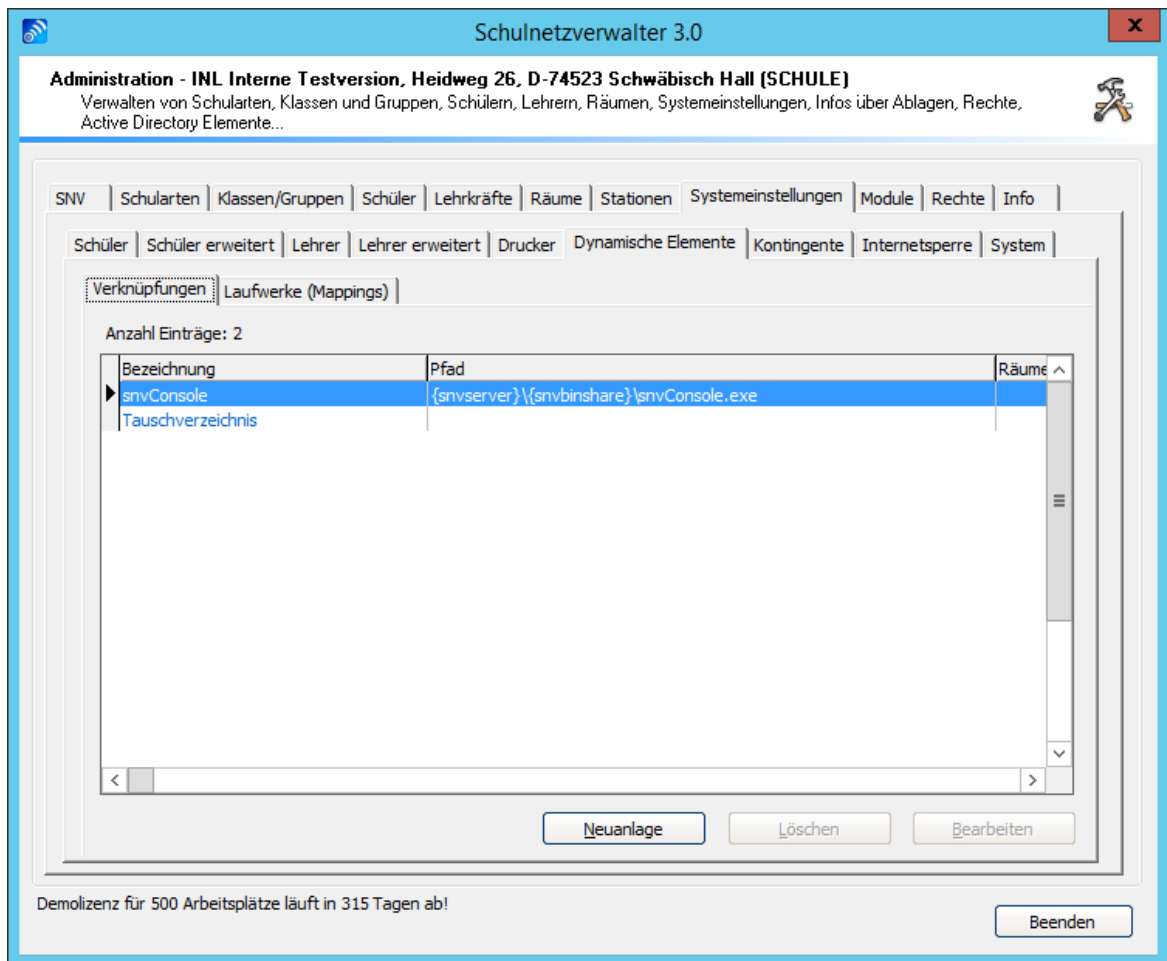 Schulnetzverwalter 3.0
x
Administration - INL Interne Testversion, Heidweg 26, D-74523 Schwäbisch Hall (SCHULE)
Verwalten von Schularten, Klassen und Gruppen, Schülern, Lehrern, Räumen, Systemeinstellungen, Infos über Ablagen, Rechte,
Active Directory Elemente...
SNV Schularten Klassen/Gruppen Schüler Lehrkräfte Räume Stationen Systemeinstellungen Module Rechte Info
Schüler Schüler erweitert Lehrer Lehrer erweitert Drucker Dynamische Elemente Kontingente Internetsperre System
Verknüpfungen Laufwerke (Mappings)
Anzahl Einträge: 2
Bezeichnung Pfad Räume
snvConsole {snvserver}\{snvbinshare}\snvConsole.exe
Tauschverzeichnis
Neuanlage Löschen Bearbeiten
Demolizenz für 500 Arbeitsplätze läuft in 315 Tagen ab!
Beenden